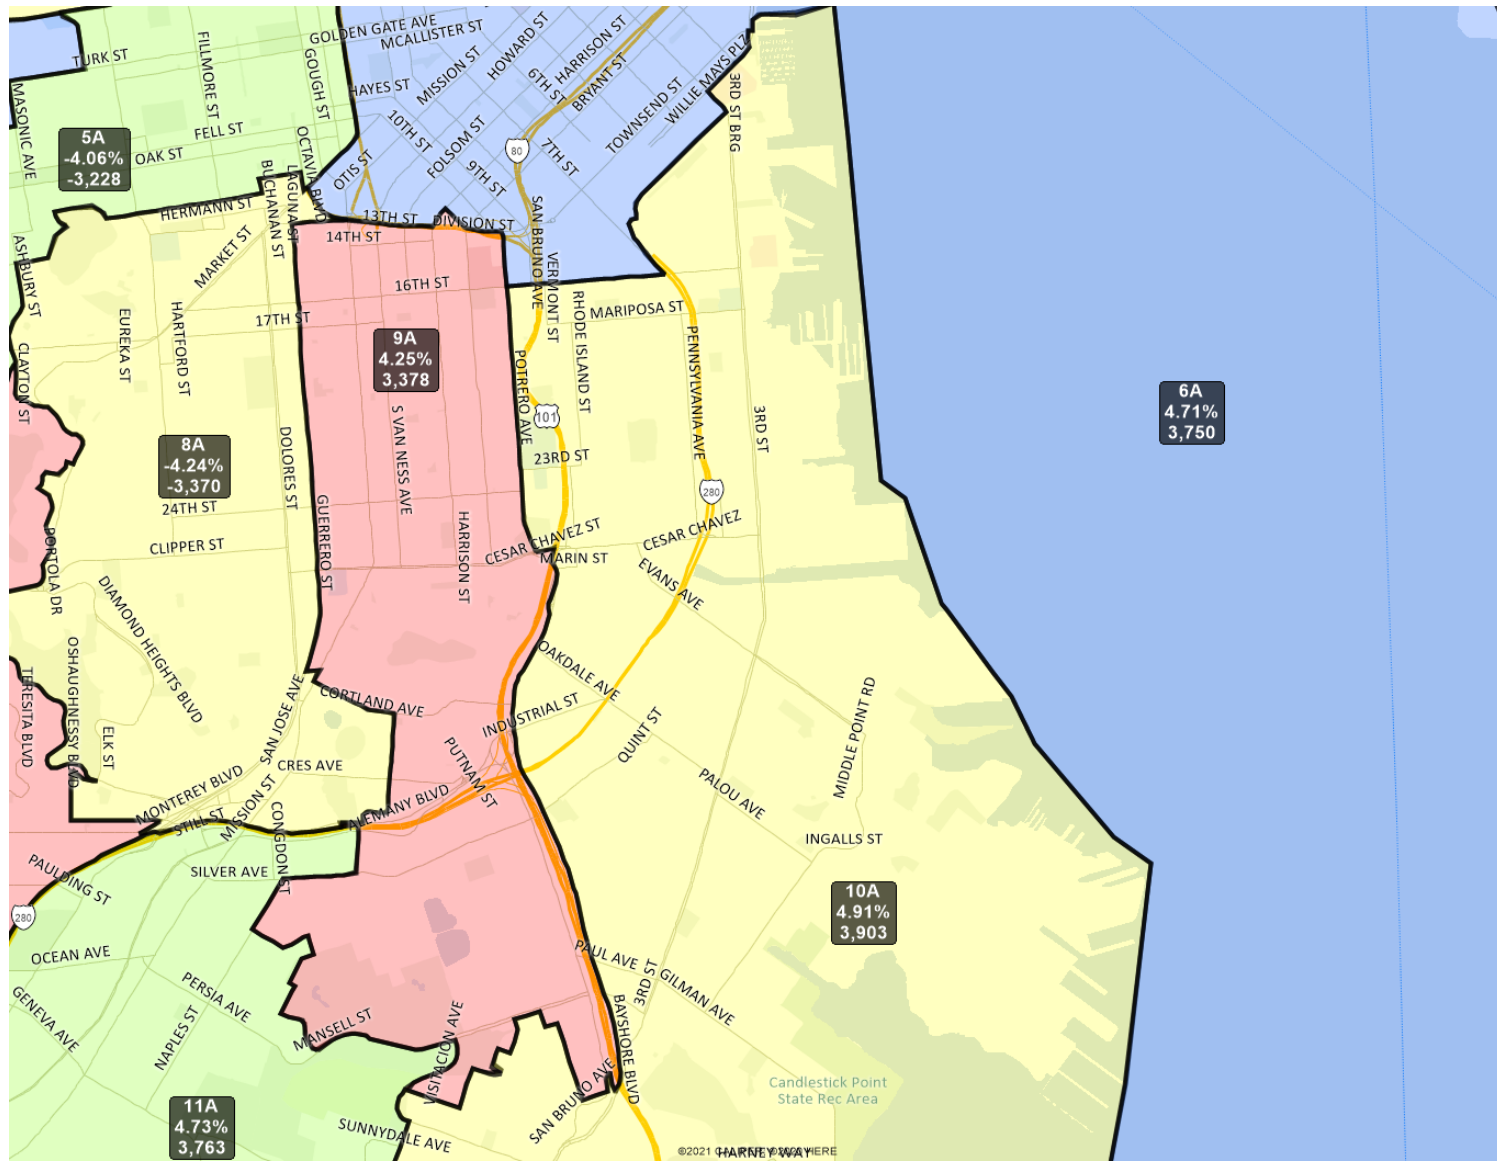 GOLDEN GATE AVE
MCALLISTER ST
TURK ST
FILLMORE ST
GOUGH ST
HAYES ST
MISSION ST
HOWARD ST
HARRISON ST
6TH ST
BRYANT ST
TOWNSEND ST
WILLIE MAYS PLZ
3RD ST BRG
MASONIC AVE
5A
-4.06%
-3,228
FELL ST
OAK ST
OCTAVIA BLVD
LAGUNA ST
BUCHANAN ST
OTIS ST
10TH ST
FOLSOM ST
9TH ST
7TH ST
80
HERMANN ST
13TH ST
DIVISION ST
14TH ST
SAN BRUNO AVE
VERMONT ST
ASHBURY ST
MARKET ST
16TH ST
17TH ST
EUREKA ST
HARTFORD ST
RHODE ISLAND ST
MARIPOSA ST
PENNSYLVANIA AVE
CLAYTON ST
9A
4.25%
3,378
POTRERO AVE
101
S VAN NESS AVE
3RD ST
6A
4.71%
3,750
8A
-4.24%
-3,370
DOLORES ST
23RD ST
280
24TH ST
GUERRERO ST
HARRISON ST
CESAR CHAVEZ ST
CESAR CHAVEZ
PORTOLA DR
CLIPPER ST
MARIN ST
EVANS AVE
DIAMOND HEIGHTS BLVD
OSHAUGHNESSY BLVD
TERESITA BLVD
ELK ST
SAN JOSE AVE
CORTLAND AVE
OAKDALE AVE
INDUSTRIAL ST
QUINT ST
MIDDLE POINT RD
CRES AVE
PUTNAM ST
PALOU AVE
MONTEREY BLVD
STILL ST
MISSION ST
CONGDON ST
ALEMANY BLVD
INGALLS ST
PAULDING ST
SILVER AVE
280
10A
4.91%
3,903
OCEAN AVE
PERSIA AVE
GENEVA AVE
NAPLES ST
MANSELL ST
VISITACION AVE
PAUL AVE
3RD ST
GILMAN AVE
BAYSHORE BLVD
SAN BRUNO AVE
Candlestick Point
State Rec Area
11A
4.73%
3,763
SUNNYDALE AVE
HARNEY WAY
©2021 CALIPER; ©2020 HERE